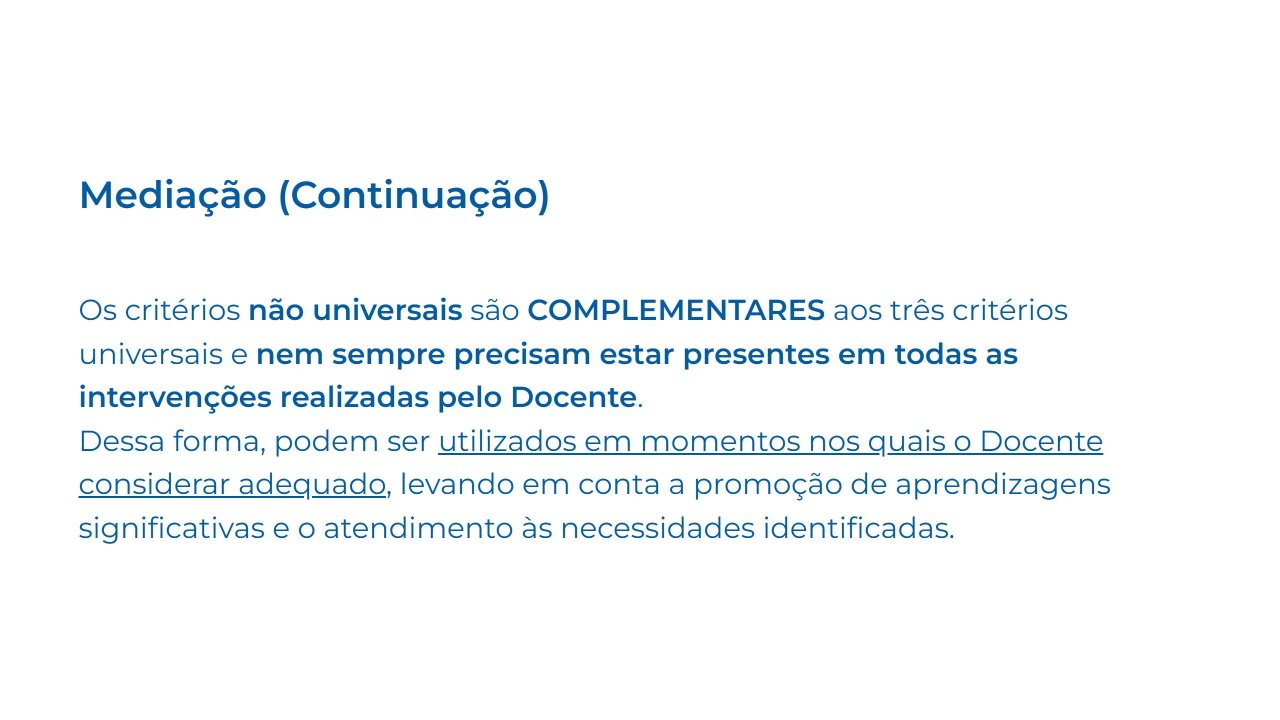 Mediação (Continuação)
Os critérios não universais são COMPLEMENTARES aos três critérios
universais e nem sempre precisam estar presentes em todas as
intervenções realizadas pelo Docente.
Dessa forma, podem ser utilizados em momentos nos quais o Docente
considerar adequado, levando em conta a promoção de aprendizagens
significativas e o atendimento às necessidades identificadas.